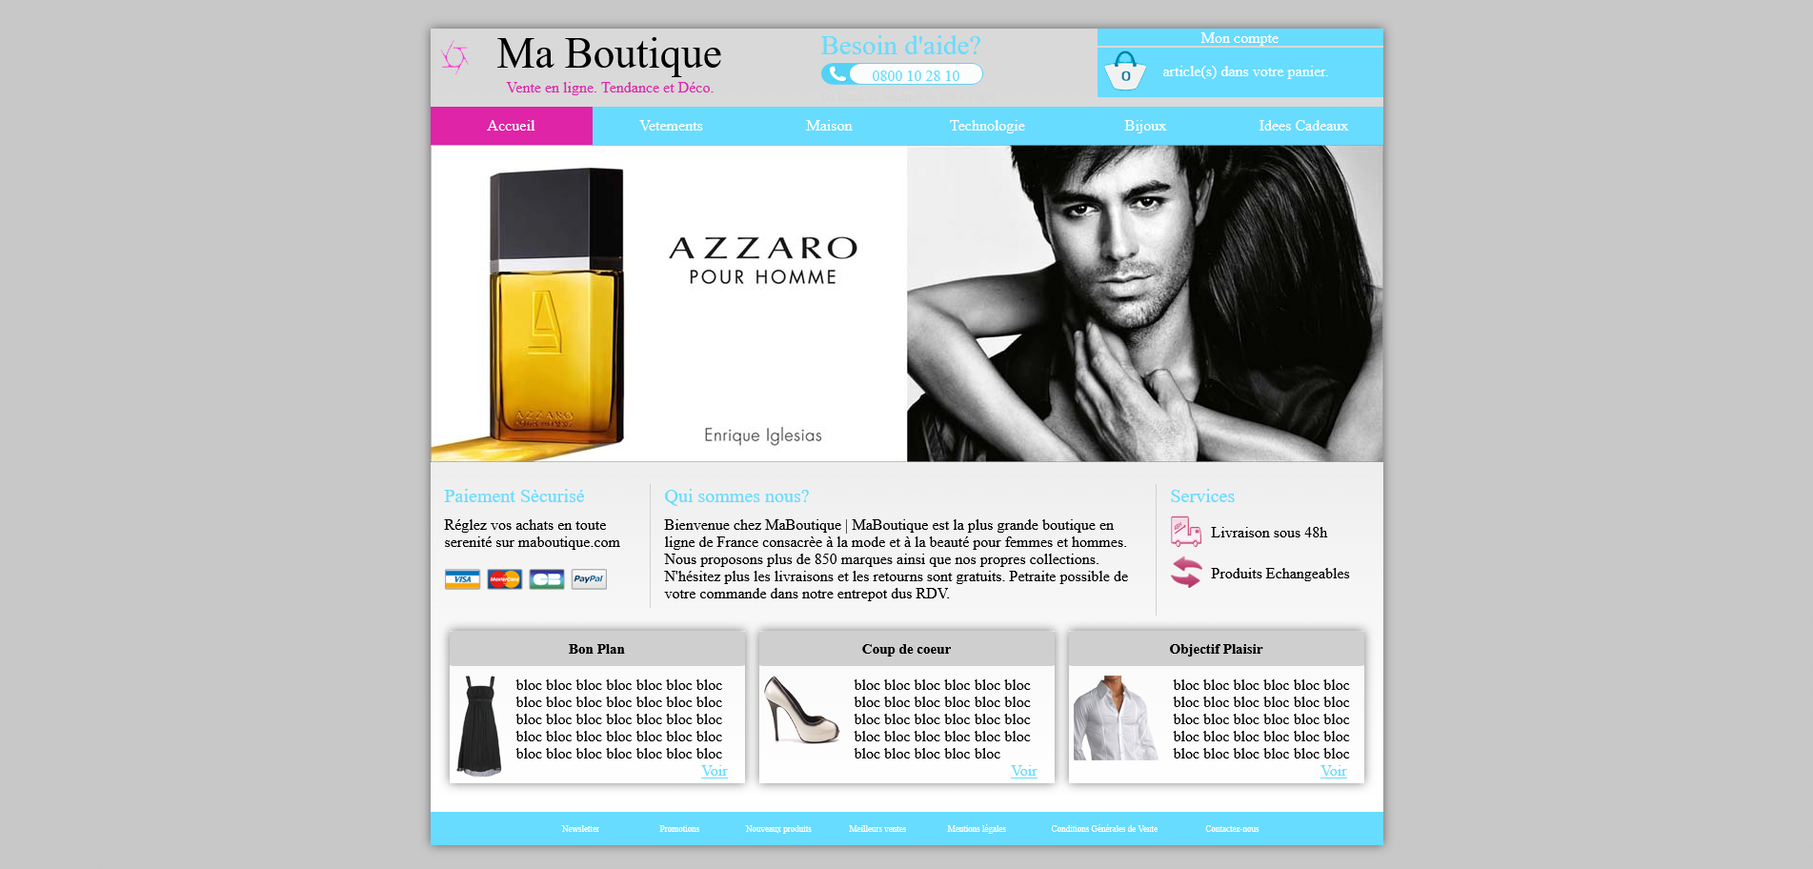 Ma Boutique
Vente en ligne. Tendance et Déco.
Besoin d'aide?
0800 10 28 10
Mon compte
0
article(s) dans votre panier.
Accueil
Vetements
Maison
Technologie
Bijoux
Idees Cadeaux
AZZARO
POUR HOMME
AZZARO
Enrique Iglesias
Paiement Sècurisé
Réglez vos achats en toute
serenité sur maboutique.com
VISA
MasterCard
CB
PayPal
Qui sommes nous?
Bienvenue chez MaBoutique | MaBoutique est la plus grande boutique en
ligne de France consacrèe à la mode et à la beauté pour femmes et hommes.
Nous proposons plus de 850 marques ainsi que nos propres collections.
N'hésitez plus les livraisons et les retourns sont gratuits. Petraite possible de
votre commande dans notre entrepot dus RDV.
Services
Livraison sous 48h
Produits Echangeables
Bon Plan
bloc bloc bloc bloc bloc bloc bloc
bloc bloc bloc bloc bloc bloc bloc
bloc bloc bloc bloc bloc bloc bloc
bloc bloc bloc bloc bloc bloc bloc
bloc bloc bloc bloc bloc bloc bloc
Voir
Coup de coeur
bloc bloc bloc bloc bloc bloc
bloc bloc bloc bloc bloc bloc
bloc bloc bloc bloc bloc bloc
bloc bloc bloc bloc bloc bloc
bloc bloc bloc bloc bloc
Voir
Objectif Plaisir
bloc bloc bloc bloc bloc bloc
bloc bloc bloc bloc bloc bloc
bloc bloc bloc bloc bloc bloc
bloc bloc bloc bloc bloc bloc
bloc bloc bloc bloc bloc bloc
Voir
Newsletter
Promotions
Nouveaux produits
Meilleurs ventes
Mentions légales
Conditions Générales de Vente
Contactez-nous